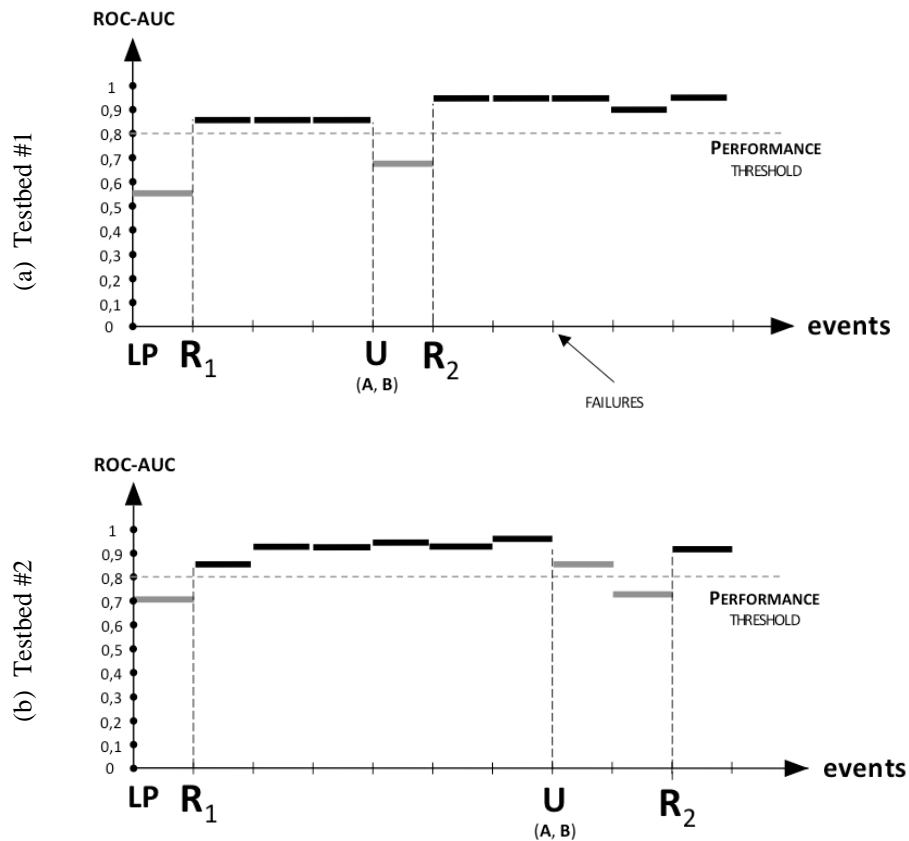 (a) Testbed #1
ROC-AUC
1
0,9
0,8
0,7
0,6
0,5
0,4
0,3
0,2
0,1
0
PERFORMANCE
THRESHOLD
events
LP R1 U R2
(A, B)
FAILURES
(b) Testbed #2
ROC-AUC
1
0,9
0,8
0,7
0,6
0,5
0,4
0,3
0,2
0,1
0
PERFORMANCE
THRESHOLD
events
LP R1 U R2
(A, B)